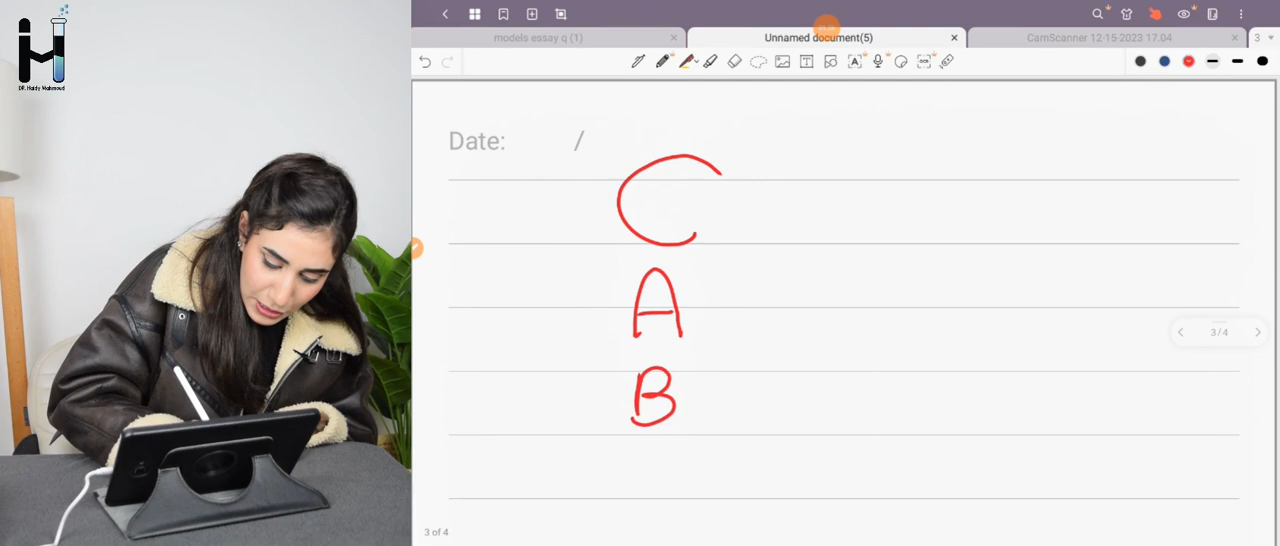 DR. Haidy Mahmoud
models essay q (1)
Unnamed document(5)
CamScanner 12-15-2023 17.04
3
Date: /
C
A
B
3/4
3 of 4